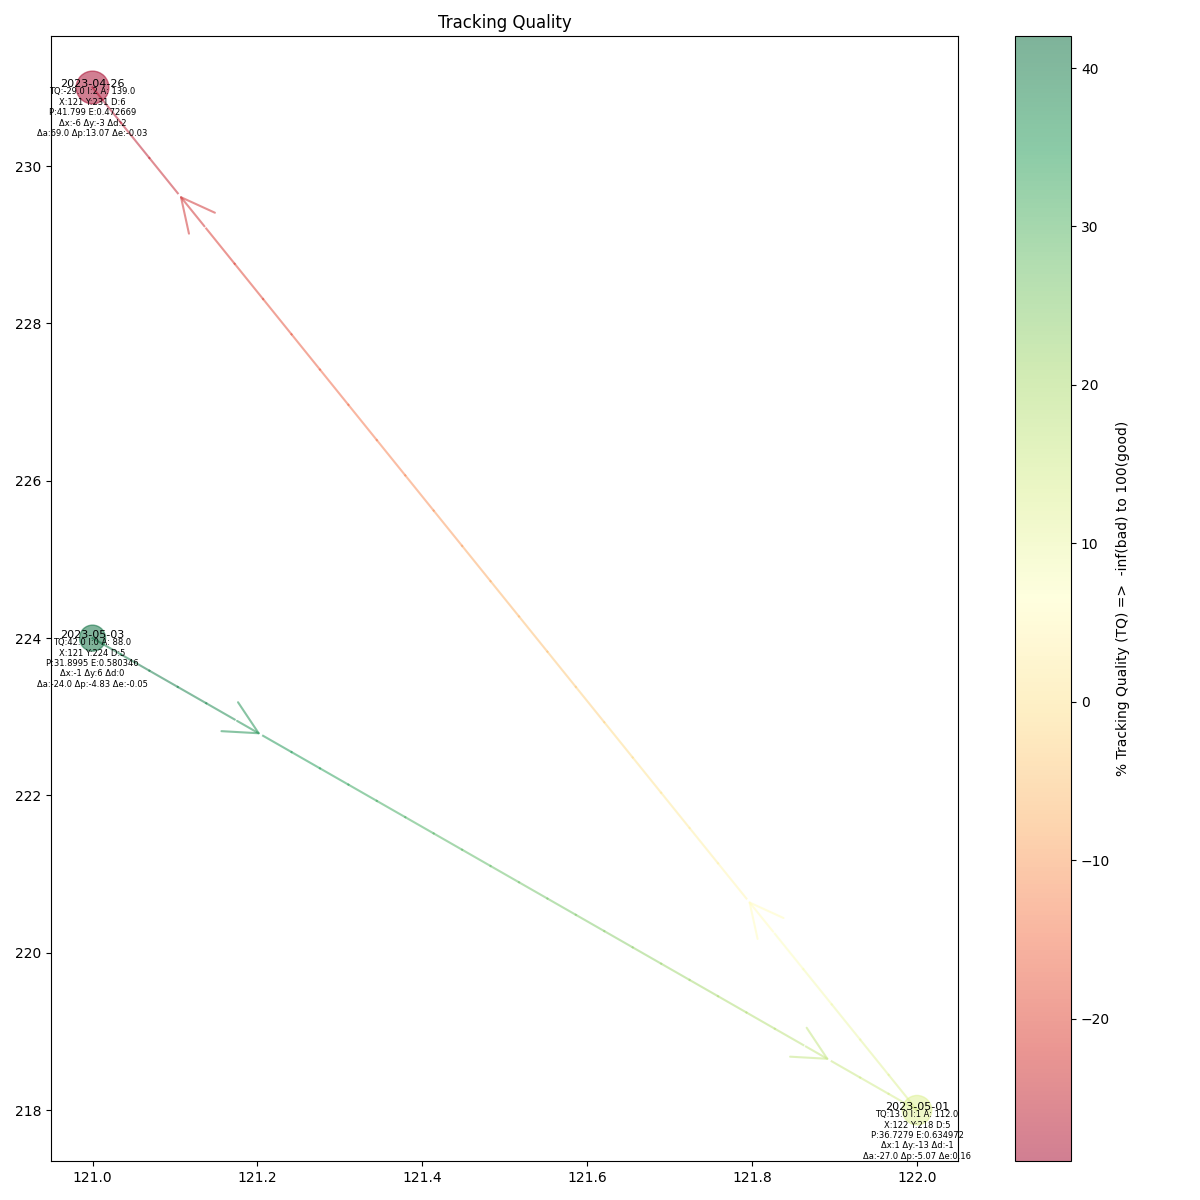 Tracking Quality
2023-04-26
TQ:-29.0 I:2 A: 139.0
X:121 Y:231 D:6
P:41.799 E:0.472669
Δx:-6 Δy:-3 Δd:2
Δa:69.0 Δp:13.07 Δe:-0.03
2023-05-03
TQ:42.0 I:0 A: 88.0
X:121 Y:224 D:5
P:31.8995 E:0.580346
Δx:-1 Δy:6 Δd:0
Δa:-24.0 Δp:-4.83 Δe:-0.05
2023-05-01
TQ:13.0 I:1 A: 112.0
X:122 Y:218 D:5
P:36.7279 E:0.634972
Δx:1 Δy:-13 Δd:-1
Δa:-27.0 Δp:-5.07 Δe:0.16
230
228
226
224
222
220
218
121.0
121.2
121.4
121.6
121.8
122.0
40
30
20
10
0
−10
−20
% Tracking Quality (TQ) => -inf(bad) to 100(good)